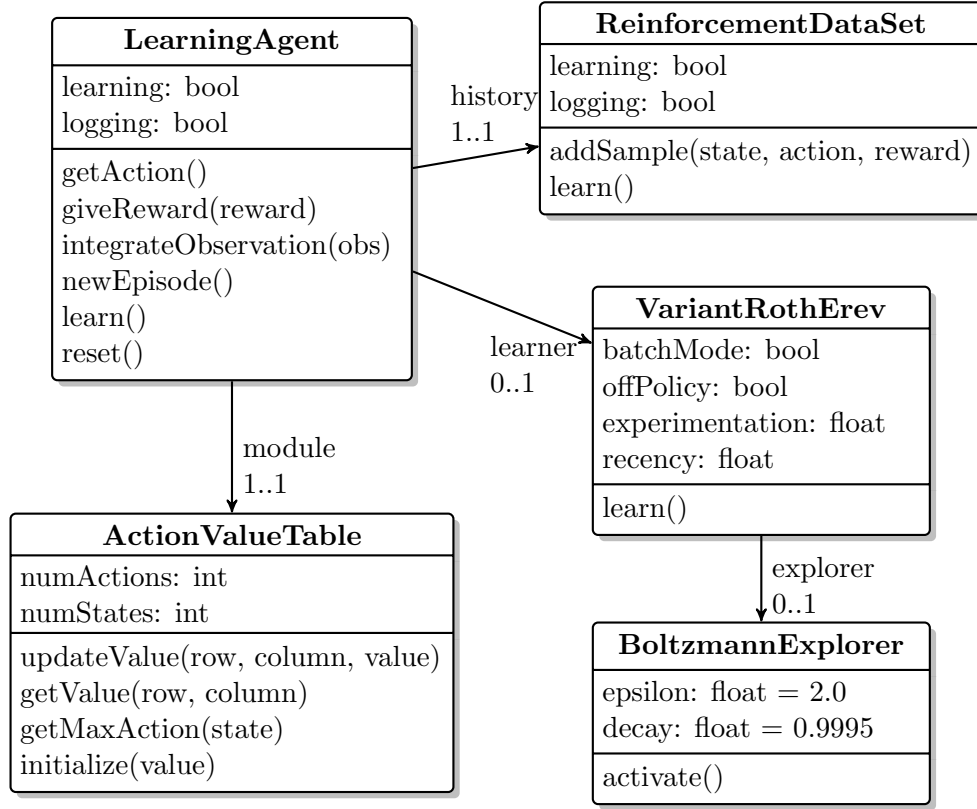 LearningAgent
learning: bool
logging: bool
getAction()
giveReward(reward)
integrateObservation(obs)
newEpisode()
learn()
reset()
history
1..1
ReinforcementDataSet
learning: bool
logging: bool
addSample(state, action, reward)
learn()
learner
0..1
VariantRothErev
batchMode: bool
offPolicy: bool
experimentation: float
recency: float
learn()
module
1..1
ActionValueTable
numActions: int
numStates: int
updateValue(row, column, value)
getValue(row, column)
getMaxAction(state)
initialize(value)
explorer
0..1
BoltzmannExplorer
epsilon: float = 2.0
decay: float = 0.9995
activate()